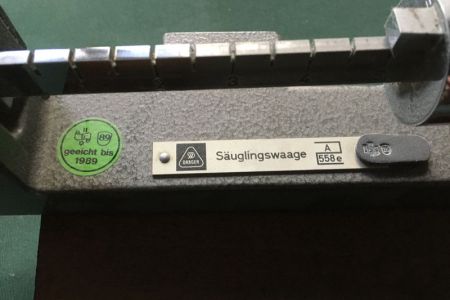 89
geeicht bis
1989
Säuglingswaage
A
558e